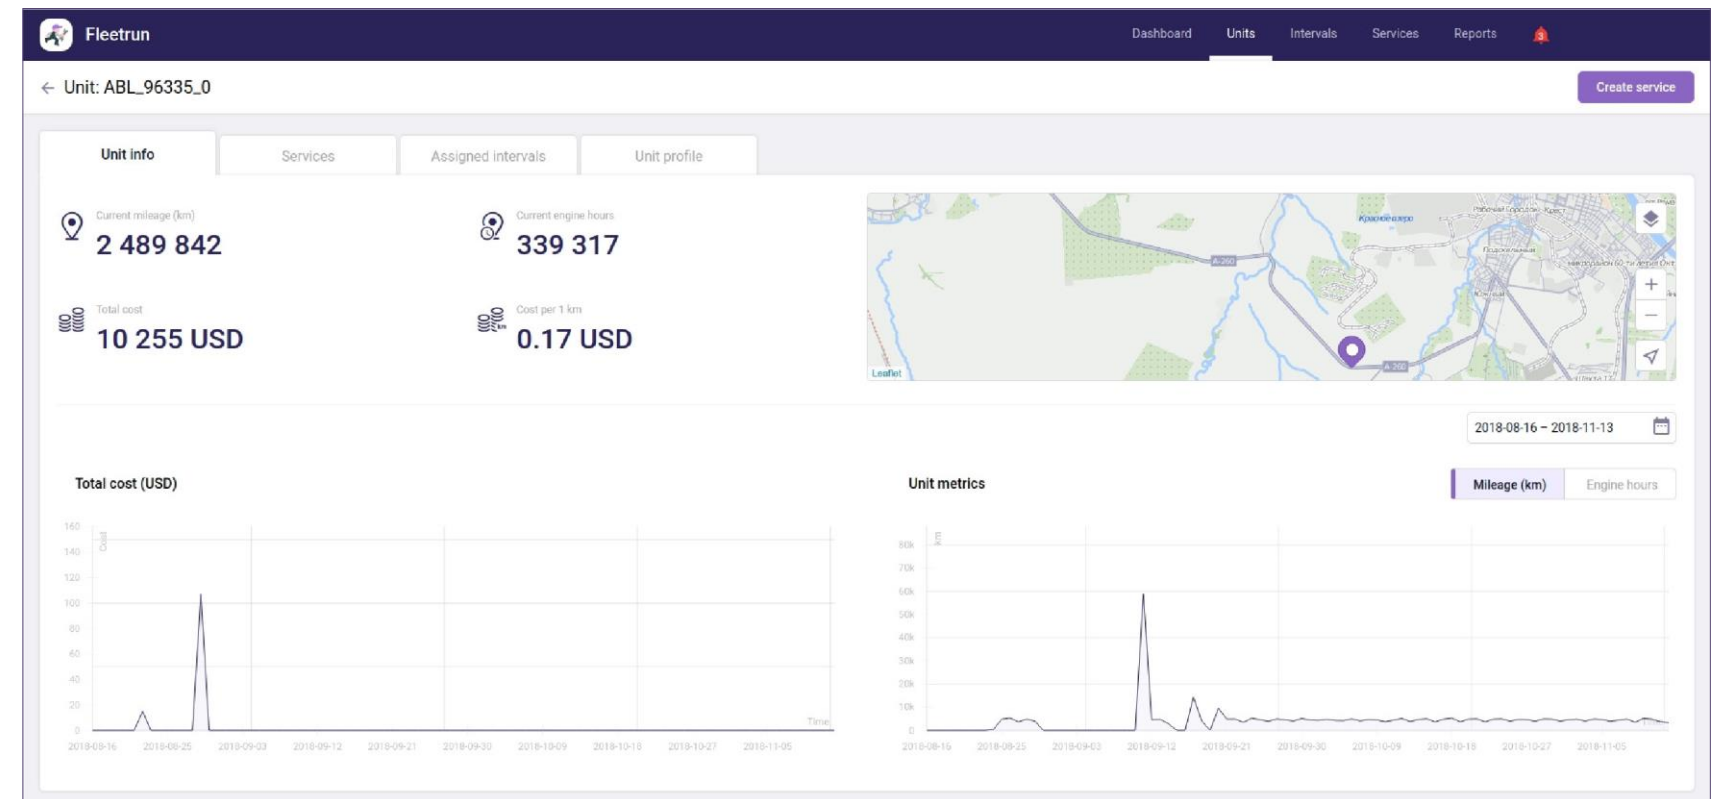 Fleetrun
Dashboard Units Intervals Services Reports 3
← Unit: ABL_96335_0
Create service
Unit info Services Assigned intervals Unit profile
Current mileage (km)
2 489 842
Current engine hours
339 317
Total cost
10 255 USD
Cost per 1 km
0.17 USD
Красное озеро
A-260
A-260
Южный
+
−
Leaflet
2018-08-16 – 2018-11-13
Total cost (USD)
Unit metrics
Mileage (km) Engine hours
160
140
120
100
80
60
40
20
0
Cost
Time
2018-08-16 2018-08-25 2018-09-03 2018-09-12 2018-09-21 2018-09-30 2018-10-09 2018-10-18 2018-10-27 2018-11-05
80k
70k
60k
50k
40k
30k
20k
10k
0
km
2018-08-16 2018-08-25 2018-09-03 2018-09-12 2018-09-21 2018-09-30 2018-10-09 2018-10-18 2018-10-27 2018-11-05